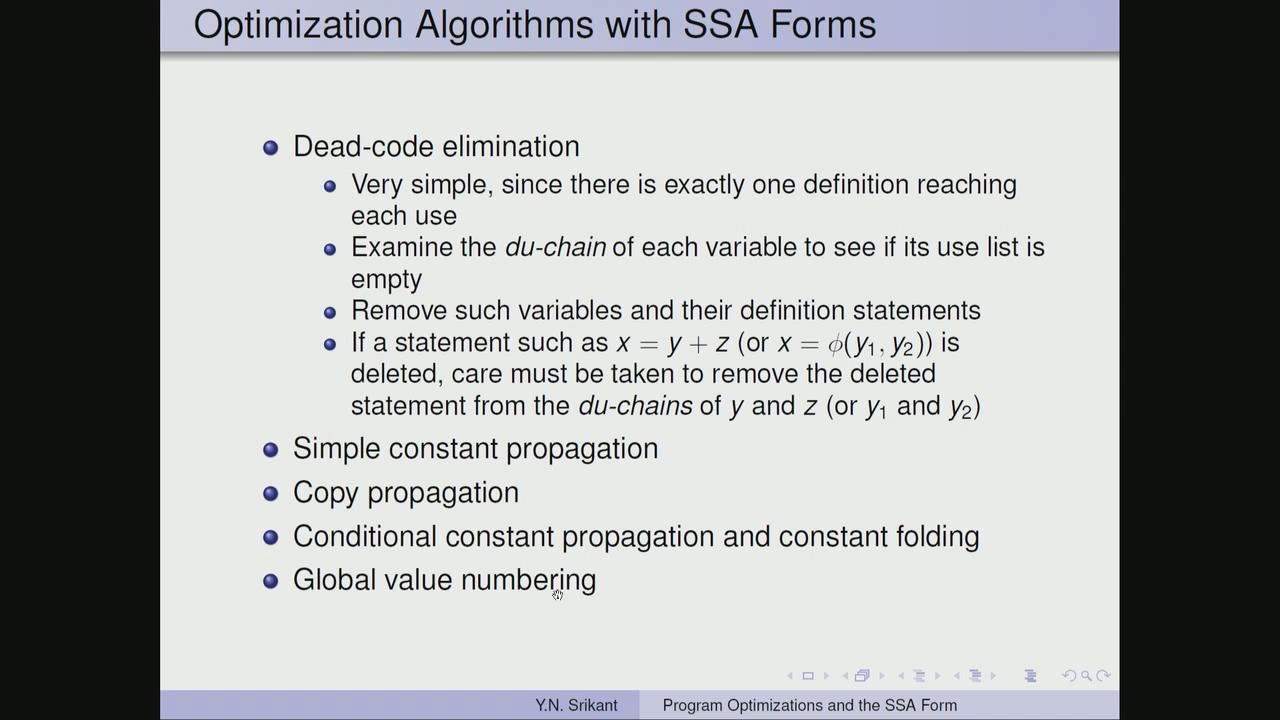 Optimization Algorithms with SSA Forms
Dead-code elimination
Very simple, since there is exactly one definition reaching
each use
Examine the du-chain of each variable to see if its use list is
empty
Remove such variables and their definition statements
If a statement such as x = y + z (or x = ϕ(y₁, y₂)) is
deleted, care must be taken to remove the deleted
statement from the du-chains of y and z (or y₁ and y₂)
Simple constant propagation
Copy propagation
Conditional constant propagation and constant folding
Global value numbering
Y.N. Srikant
Program Optimizations and the SSA Form